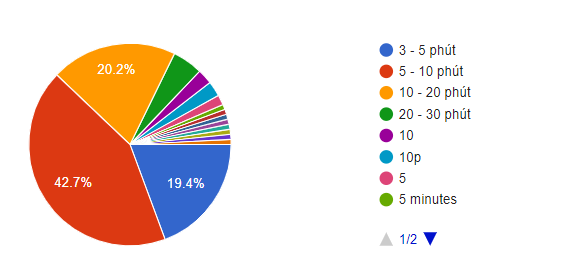 20.2%
42.7%
19.4%
3 - 5 phút
5 - 10 phút
10 - 20 phút
20 - 30 phút
10
10p
5
5 minutes
1/2